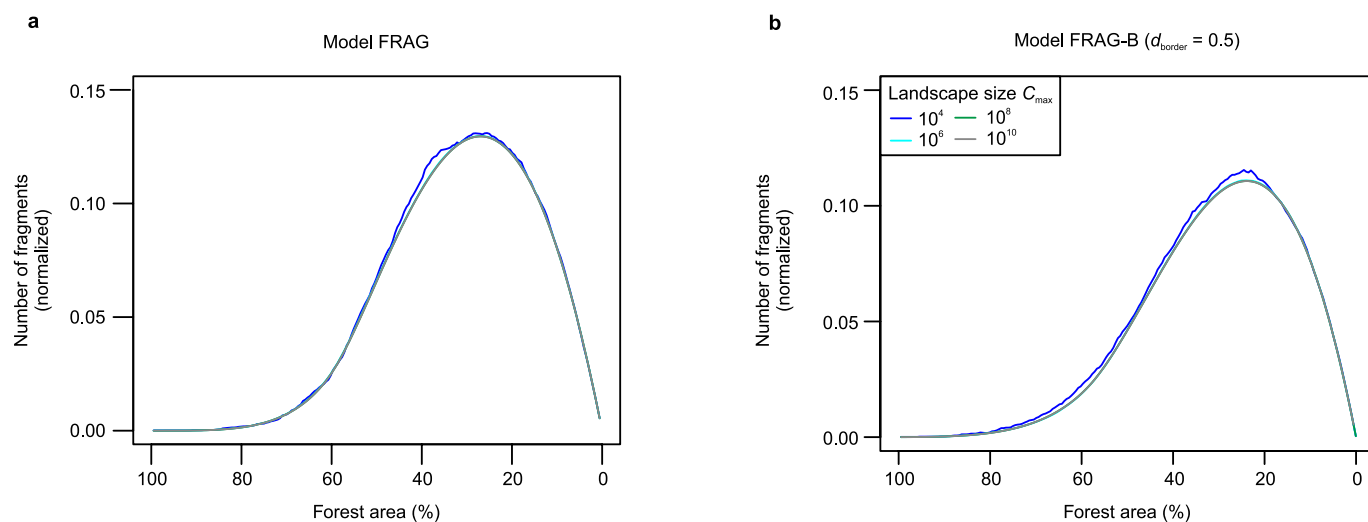 a
Model FRAG
Number of fragments
(normalized)
0.15
0.10
0.05
0.00
100 80 60 40 20 0
Forest area (%)
b
Model FRAG-B (d_border = 0.5)
Landscape size C_max
10⁴ 10⁸
10⁶ 10¹⁰
Number of fragments
(normalized)
0.15
0.10
0.05
0.00
100 80 60 40 20 0
Forest area (%)